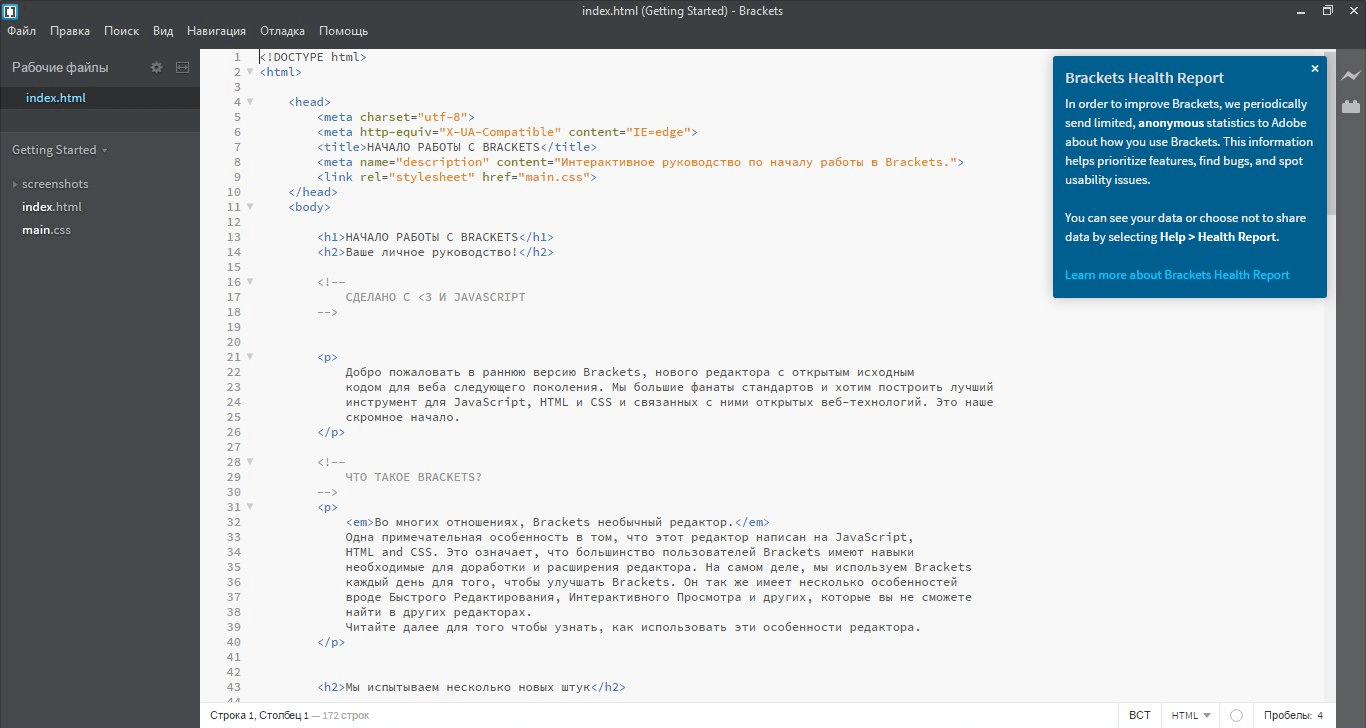 index.html (Getting Started) - Brackets
Файл Правка Поиск Вид Навигация Отладка Помощь
Рабочие файлы
index.html
Getting Started
screenshots
index.html
main.css
1 <!DOCTYPE html>
2 <html>
3
4 <head>
5 <meta charset="utf-8">
6 <meta http-equiv="X-UA-Compatible" content="IE=edge">
7 <title>НАЧАЛО РАБОТЫ С BRACKETS</title>
8 <meta name="description" content="Интерактивное руководство по началу работы в Brackets.">
9 <link rel="stylesheet" href="main.css">
10 </head>
11 <body>
12
13 <h1>НАЧАЛО РАБОТЫ С BRACKETS</h1>
14 <h2>Ваше личное руководство!</h2>
15
16 <!--
17 СДЕЛАНО С <3 И JAVASCRIPT
18 -->
19
20
21 <p>
22 Добро пожаловать в раннюю версию Brackets, нового редактора с открытым исходным
23 кодом для веба следующего поколения. Мы большие фанаты стандартов и хотим построить лучший
24 инструмент для JavaScript, HTML и CSS и связанных с ними открытых веб-технологий. Это наше
25 скромное начало.
26 </p>
27
28 <!--
29 ЧТО ТАКОЕ BRACKETS?
30 -->
31 <p>
32 <em>Во многих отношениях, Brackets необычный редактор.</em>
33 Одна примечательная особенность в том, что этот редактор написан на JavaScript,
34 HTML and CSS. Это означает, что большинство пользователей Brackets имеют навыки
35 необходимые для доработки и расширения редактора. На самом деле, мы используем Brackets
36 каждый день для того, чтобы улучшать Brackets. Он так же имеет несколько особенностей
37 вроде Быстрого Редактирования, Интерактивного Просмотра и других, которые вы не сможете
38 найти в других редакторах.
39 Читайте далее для того чтобы узнать, как использовать эти особенности редактора.
40 </p>
41
42
43 <h2>Мы испытываем несколько новых штук</h2>
44
Brackets Health Report
In order to improve Brackets, we periodically
send limited, anonymous statistics to Adobe
about how you use Brackets. This information
helps prioritize features, find bugs, and spot
usability issues.
You can see your data or choose not to share
data by selecting Help > Health Report.
Learn more about Brackets Health Report
Строка 1, Столбец 1 — 172 строк
ВСТ HTML Пробелы: 4